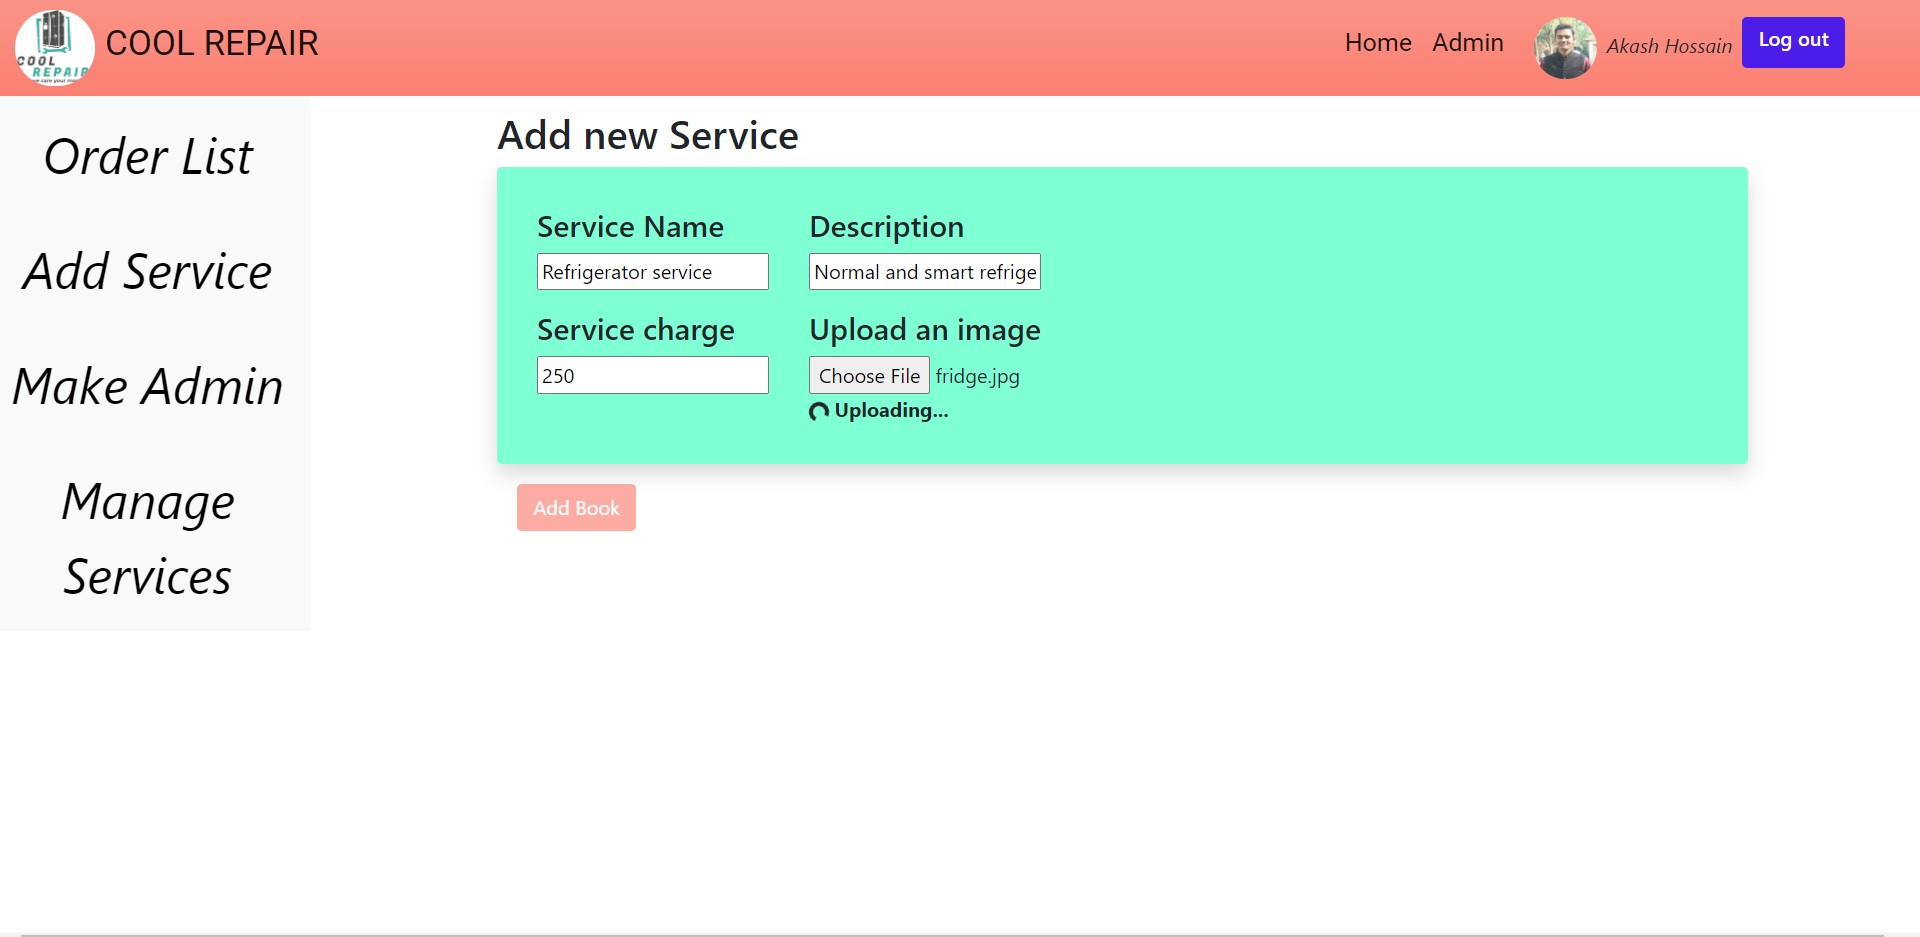 COOL
REPAIR
COOL REPAIR
Home Admin Akash Hossain Log out
Order List
Add Service
Make Admin
Manage
Services
Add new Service
Service Name Description
Refrigerator service Normal and smart refrige
Service charge Upload an image
250 Choose File fridge.jpg
Uploading...
Add Book